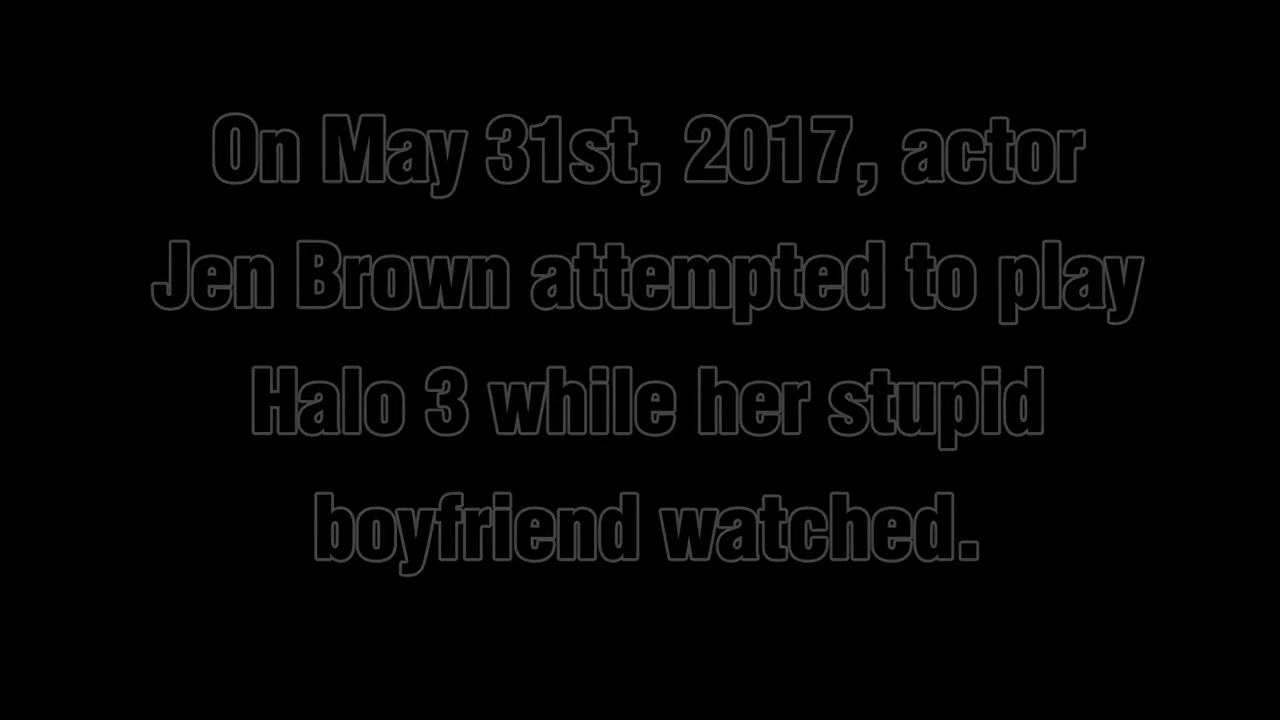 On May 31st, 2017, actor
Jen Brown attempted to play
Halo 3 while her stupid
boyfriend watched.